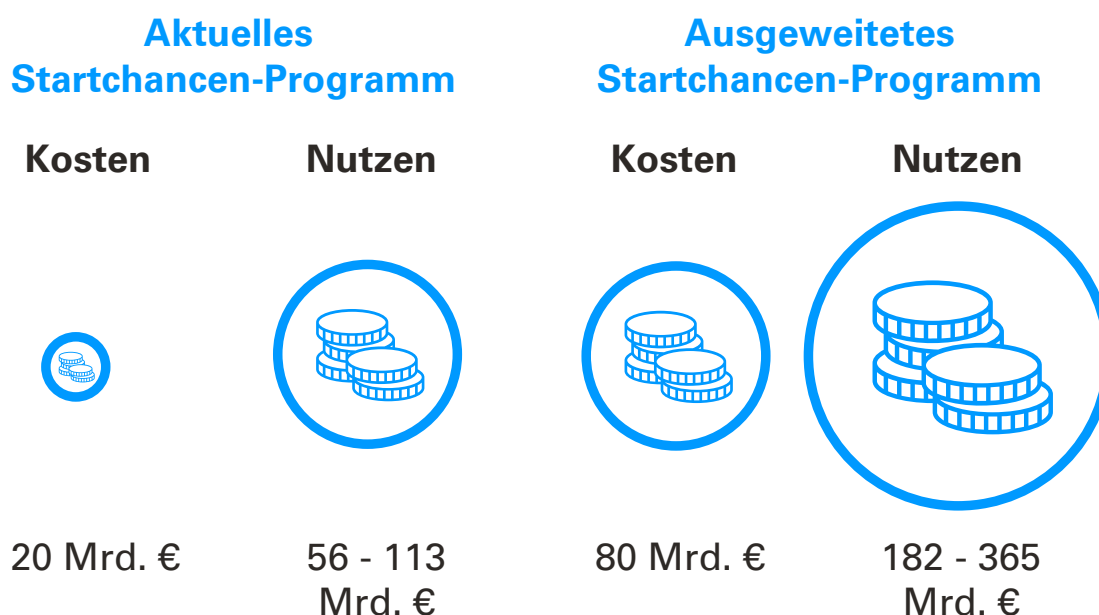 Aktuelles
Startchancen-Programm
Kosten
Nutzen
20 Mrd. €
56 - 113
Mrd. €
Ausgeweitetes
Startchancen-Programm
Kosten
Nutzen
80 Mrd. €
182 - 365
Mrd. €